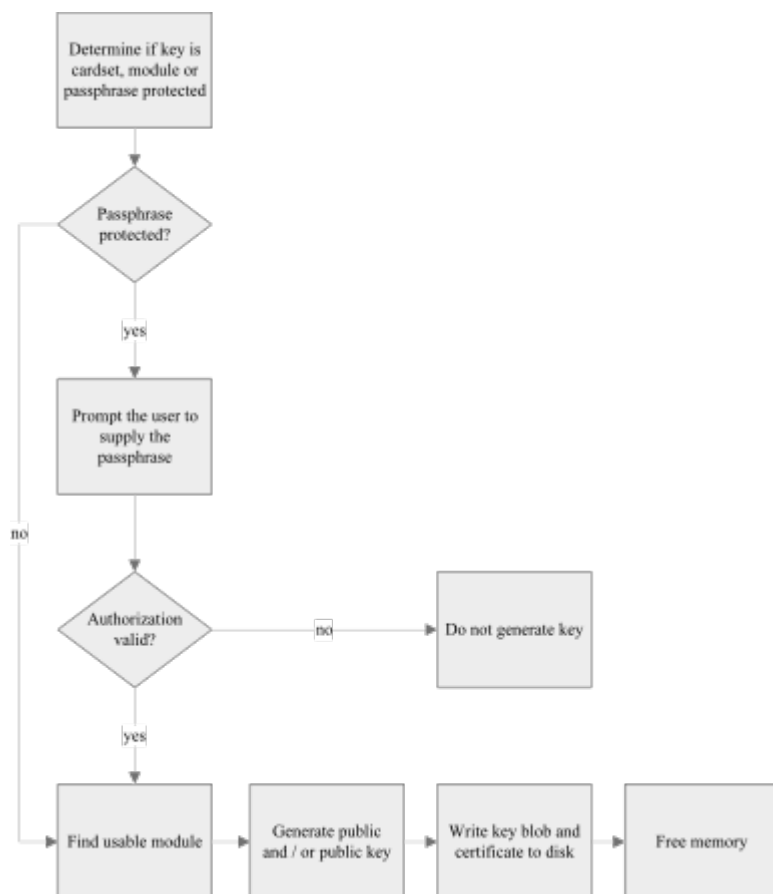 Determine if key is
cardset, module or
passphrase protected
Passphrase
protected?
yes
Prompt the user to
supply the
passphrase
no
Authorization
valid?
no
Do not generate key
yes
Find usable module
Generate public
and / or public key
Write key blob and
certificate to disk
Free memory